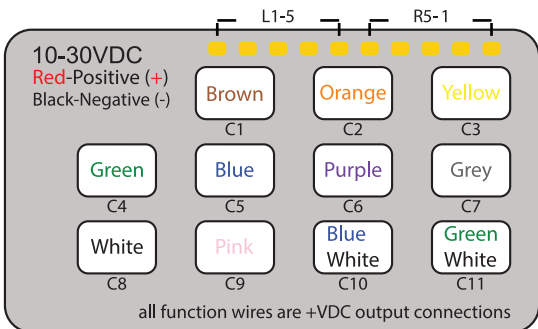 L1-5 R5-1
10-30VDC
Red-Positive (+)
Black-Negative (-)
Brown Orange Yellow
C1 C2 C3
Green Blue Purple Grey
C4 C5 C6 C7
White Pink Blue White Green White
C8 C9 C10 C11
all function wires are +VDC output connections